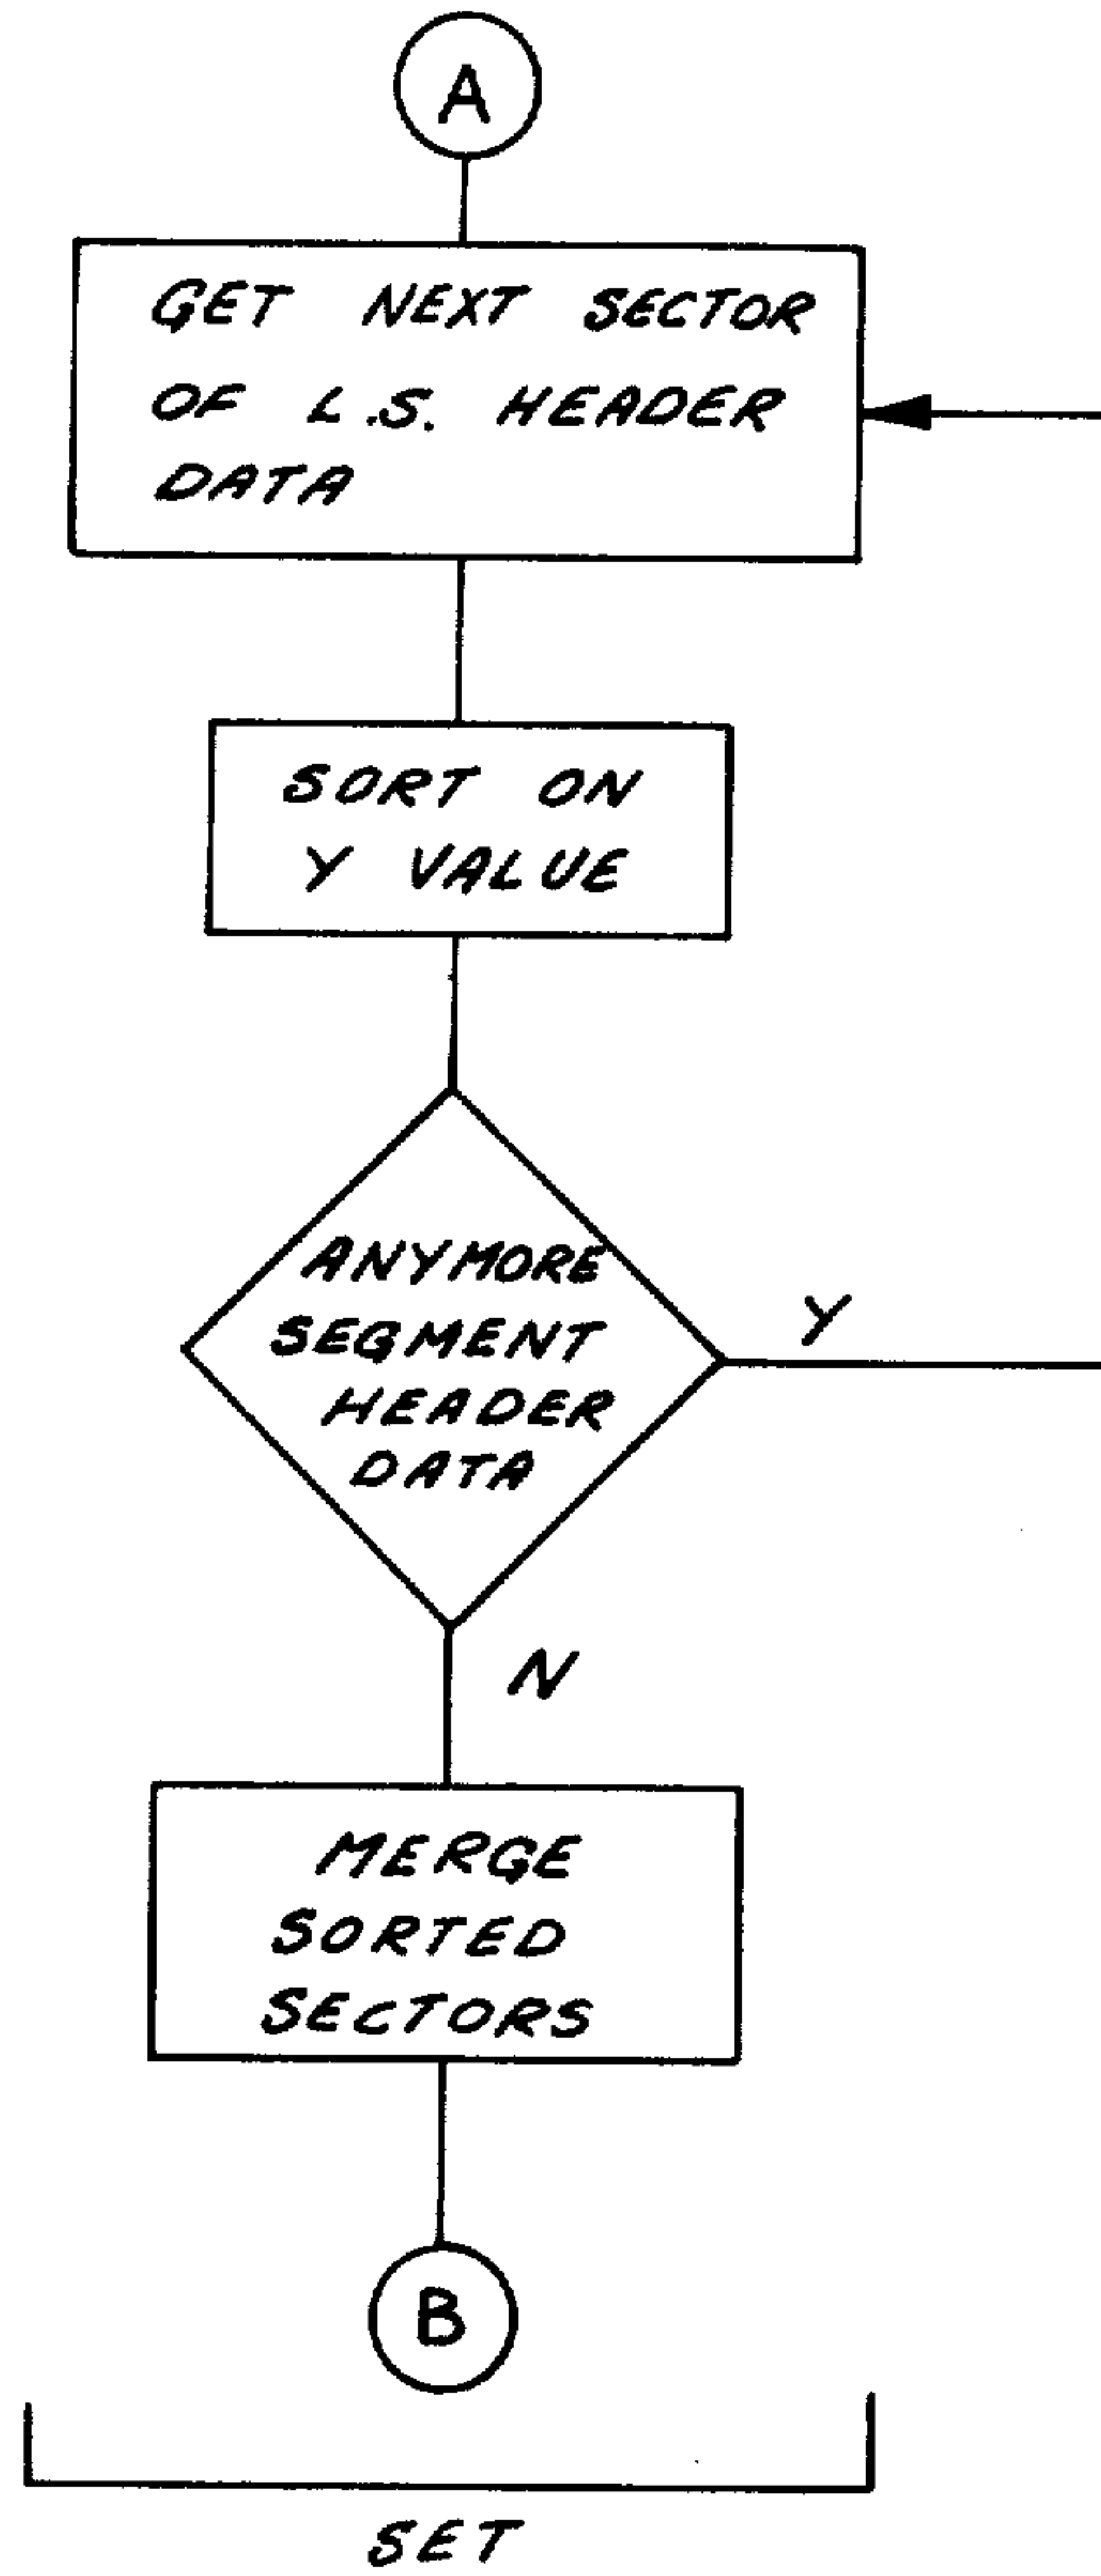 A
GET NEXT SECTOR
OF L.S. HEADER
DATA
SORT ON
Y VALUE
ANYMORE
SEGMENT
HEADER
DATA
Y
N
MERGE
SORTED
SECTORS
B
SET